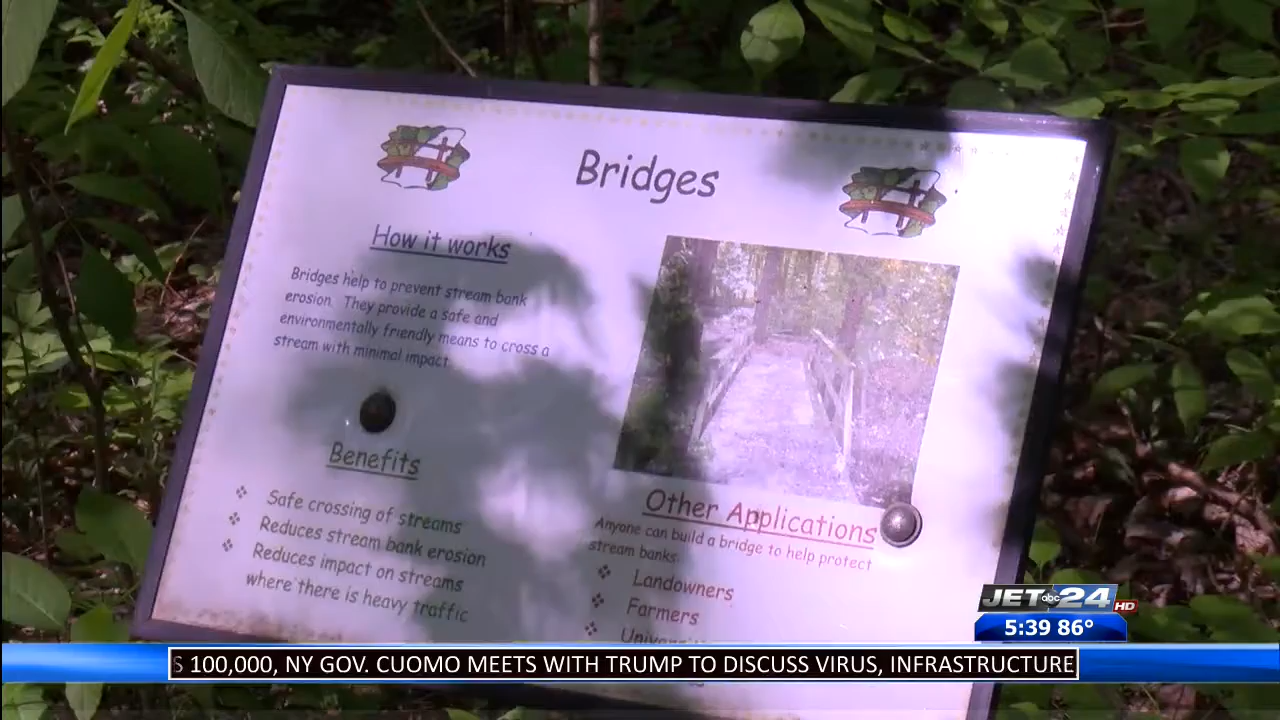 Bridges
How it works
Bridges help to prevent stream bank
erosion. They provide a safe and
environmentally friendly means to cross a
stream with minimal impact.
Benefits
Safe crossing of streams
Reduces stream bank erosion
Reduces impact on streams
where there is heavy traffic
Other Applications
Anyone can build a bridge to help protect
stream banks.
Landowners
Farmers
JET abc 24 HD
5:39 86°
100,000, NY GOV. CUOMO MEETS WITH TRUMP TO DISCUSS VIRUS, INFRASTRUCTURE